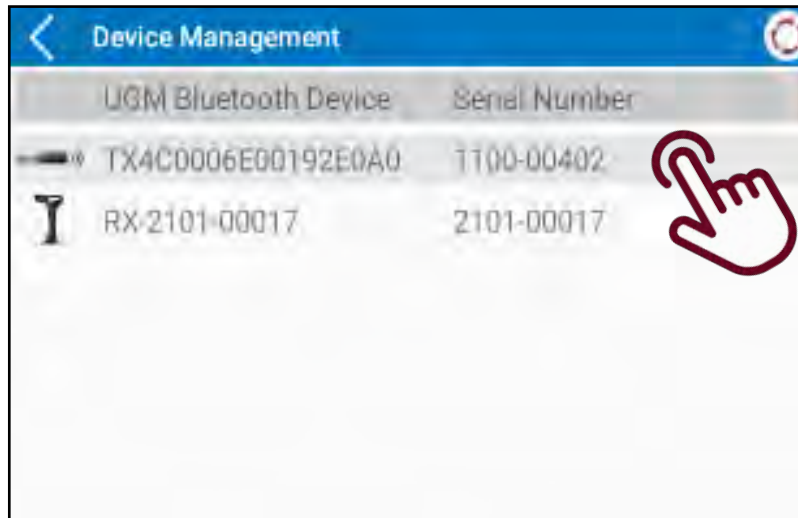 Device Management
UGM Bluetooth Device Serial Number
TX4C0006E00192E0A0 1100-00402
RX-2101-00017 2101-00017